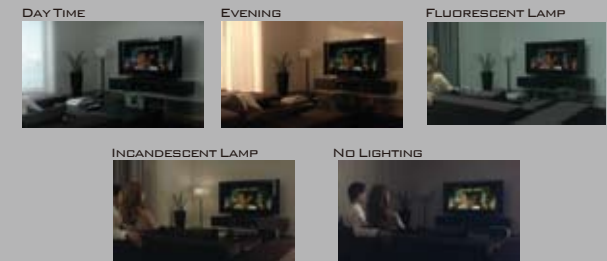 Day Time
Evening
Fluorescent Lamp
Incandescent Lamp
No Lighting